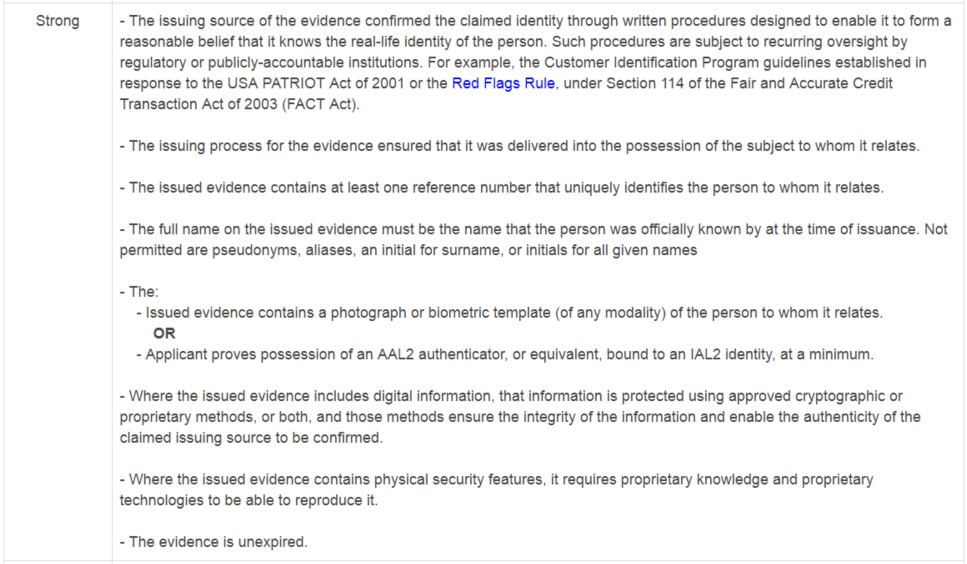 Strong
- The issuing source of the evidence confirmed the claimed identity through written procedures designed to enable it to form a
reasonable belief that it knows the real-life identity of the person. Such procedures are subject to recurring oversight by
regulatory or publicly-accountable institutions. For example, the Customer Identification Program guidelines established in
response to the USA PATRIOT Act of 2001 or the Red Flags Rule, under Section 114 of the Fair and Accurate Credit
Transaction Act of 2003 (FACT Act).
- The issuing process for the evidence ensured that it was delivered into the possession of the subject to whom it relates.
- The issued evidence contains at least one reference number that uniquely identifies the person to whom it relates.
- The full name on the issued evidence must be the name that the person was officially known by at the time of issuance. Not
permitted are pseudonyms, aliases, an initial for surname, or initials for all given names
- The:
- Issued evidence contains a photograph or biometric template (of any modality) of the person to whom it relates.
OR
- Applicant proves possession of an AAL2 authenticator, or equivalent, bound to an IAL2 identity, at a minimum.
- Where the issued evidence includes digital information, that information is protected using approved cryptographic or
proprietary methods, or both, and those methods ensure the integrity of the information and enable the authenticity of the
claimed issuing source to be confirmed.
- Where the issued evidence contains physical security features, it requires proprietary knowledge and proprietary
technologies to be able to reproduce it.
- The evidence is unexpired.